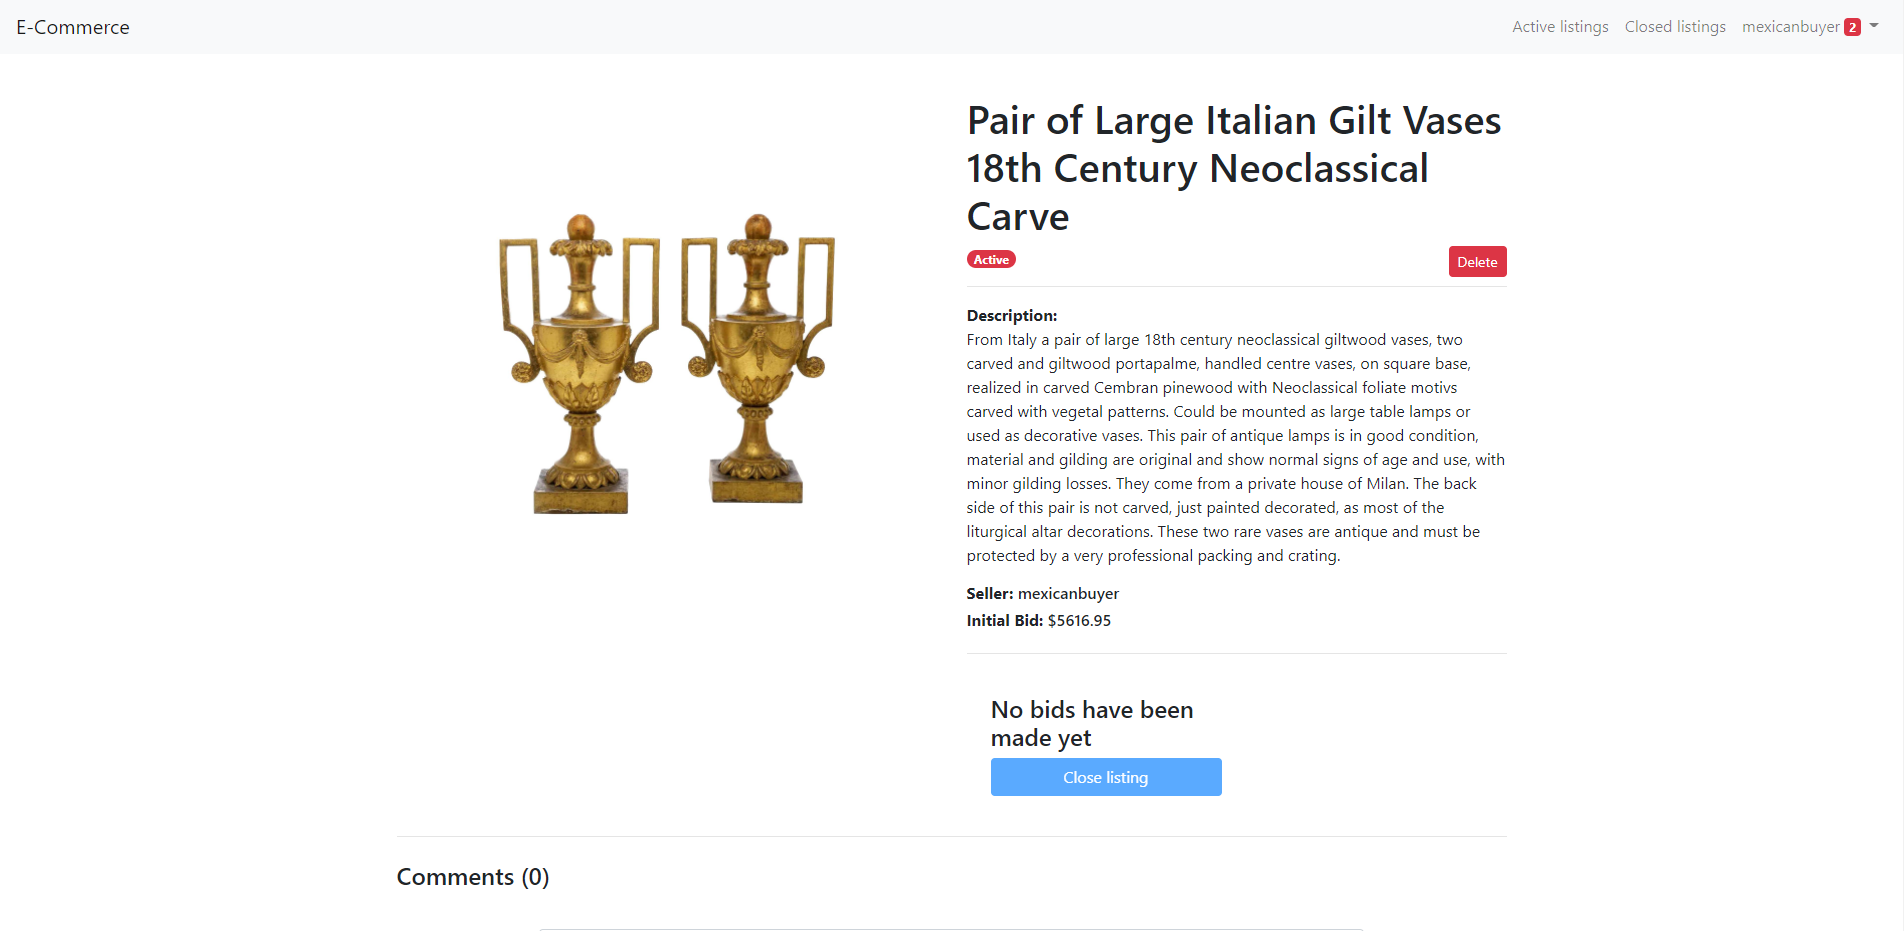 E-Commerce
Active listings
Closed listings
mexicanbuyer 2
Pair of Large Italian Gilt Vases
18th Century Neoclassical
Carve
Active
Delete
Description:
From Italy a pair of large 18th century neoclassical giltwood vases, two
carved and giltwood portapalme, handled centre vases, on square base,
realized in carved Cembran pinewood with Neoclassical foliate motivs
carved with vegetal patterns. Could be mounted as large table lamps or
used as decorative vases. This pair of antique lamps is in good condition,
material and gilding are original and show normal signs of age and use, with
minor gilding losses. They come from a private house of Milan. The back
side of this pair is not carved, just painted decorated, as most of the
liturgical altar decorations. These two rare vases are antique and must be
protected by a very professional packing and crating.
Seller: mexicanbuyer
Initial Bid: $5616.95
No bids have been
made yet
Close listing
Comments (0)